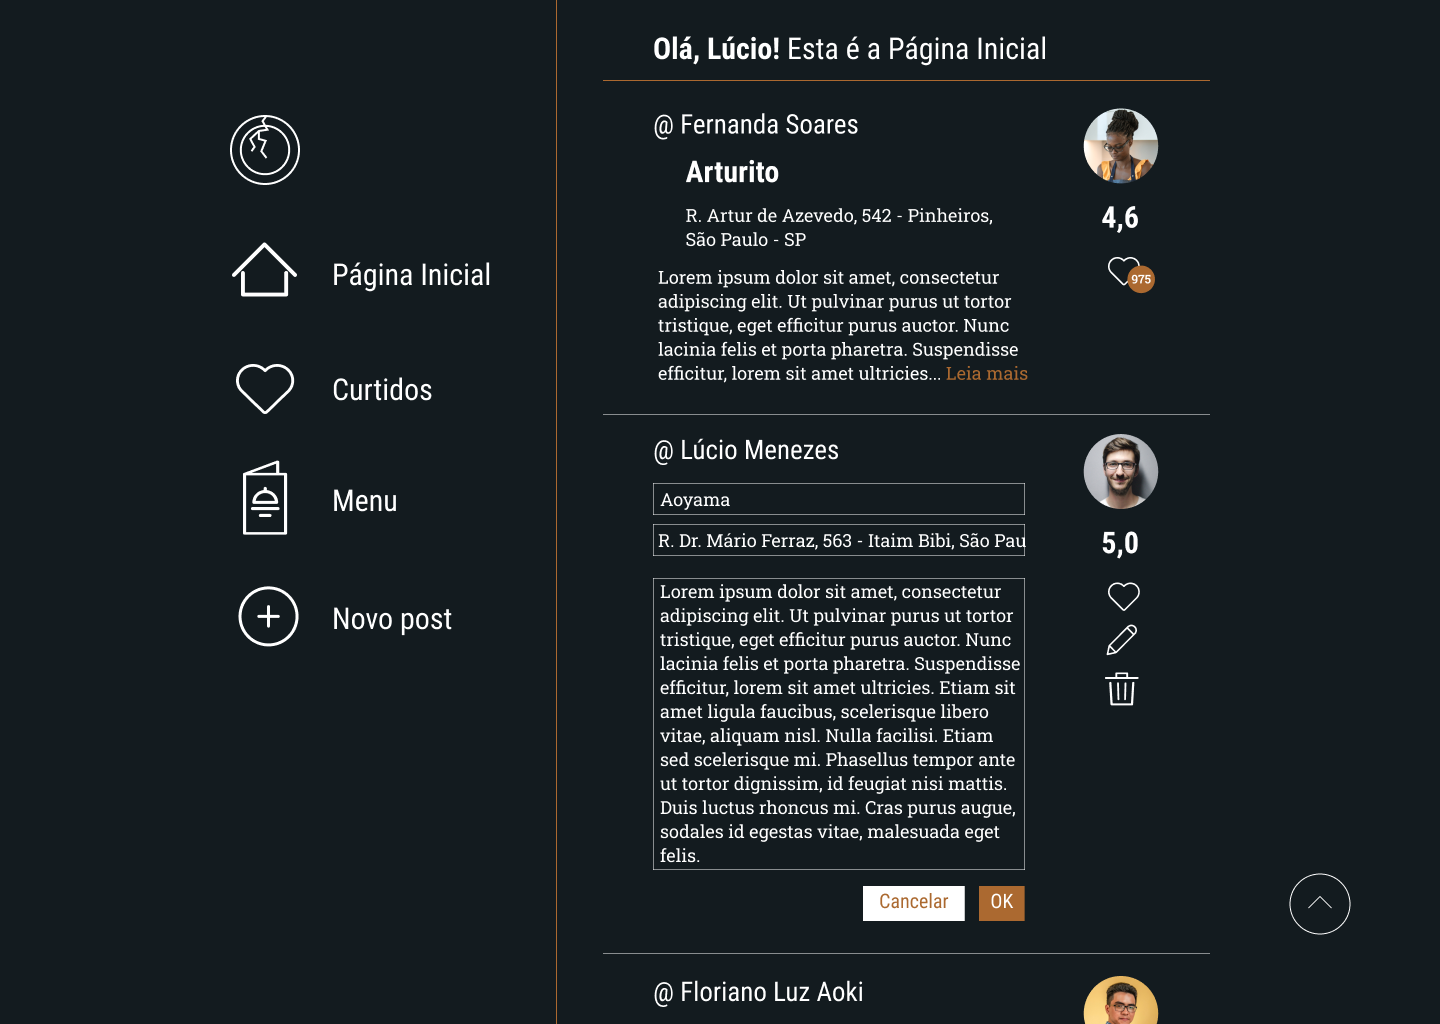 Olá, Lúcio! Esta é a Página Inicial
Página Inicial
Curtidos
Menu
Novo post
@ Fernanda Soares
Arturito
4,6
R. Artur de Azevedo, 542 - Pinheiros,
São Paulo - SP
975
Lorem ipsum dolor sit amet, consectetur
adipiscing elit. Ut pulvinar purus ut tortor
tristique, eget efficitur purus auctor. Nunc
lacinia felis et porta pharetra. Suspendisse
efficitur, lorem sit amet ultricies... Leia mais
@ Lúcio Menezes
Aoyama
R. Dr. Mário Ferraz, 563 - Itaim Bibi, São Pau
5,0
Lorem ipsum dolor sit amet, consectetur
adipiscing elit. Ut pulvinar purus ut tortor
tristique, eget efficitur purus auctor. Nunc
lacinia felis et porta pharetra. Suspendisse
efficitur, lorem sit amet ultricies. Etiam sit
amet ligula faucibus, scelerisque libero
vitae, aliquam nisl. Nulla facilisi. Etiam
sed scelerisque mi. Phasellus tempor ante
ut tortor dignissim, id feugiat nisi mattis.
Duis luctus rhoncus mi. Cras purus augue,
sodales id egestas vitae, malesuada eget
felis.
Cancelar
OK
@ Floriano Luz Aoki